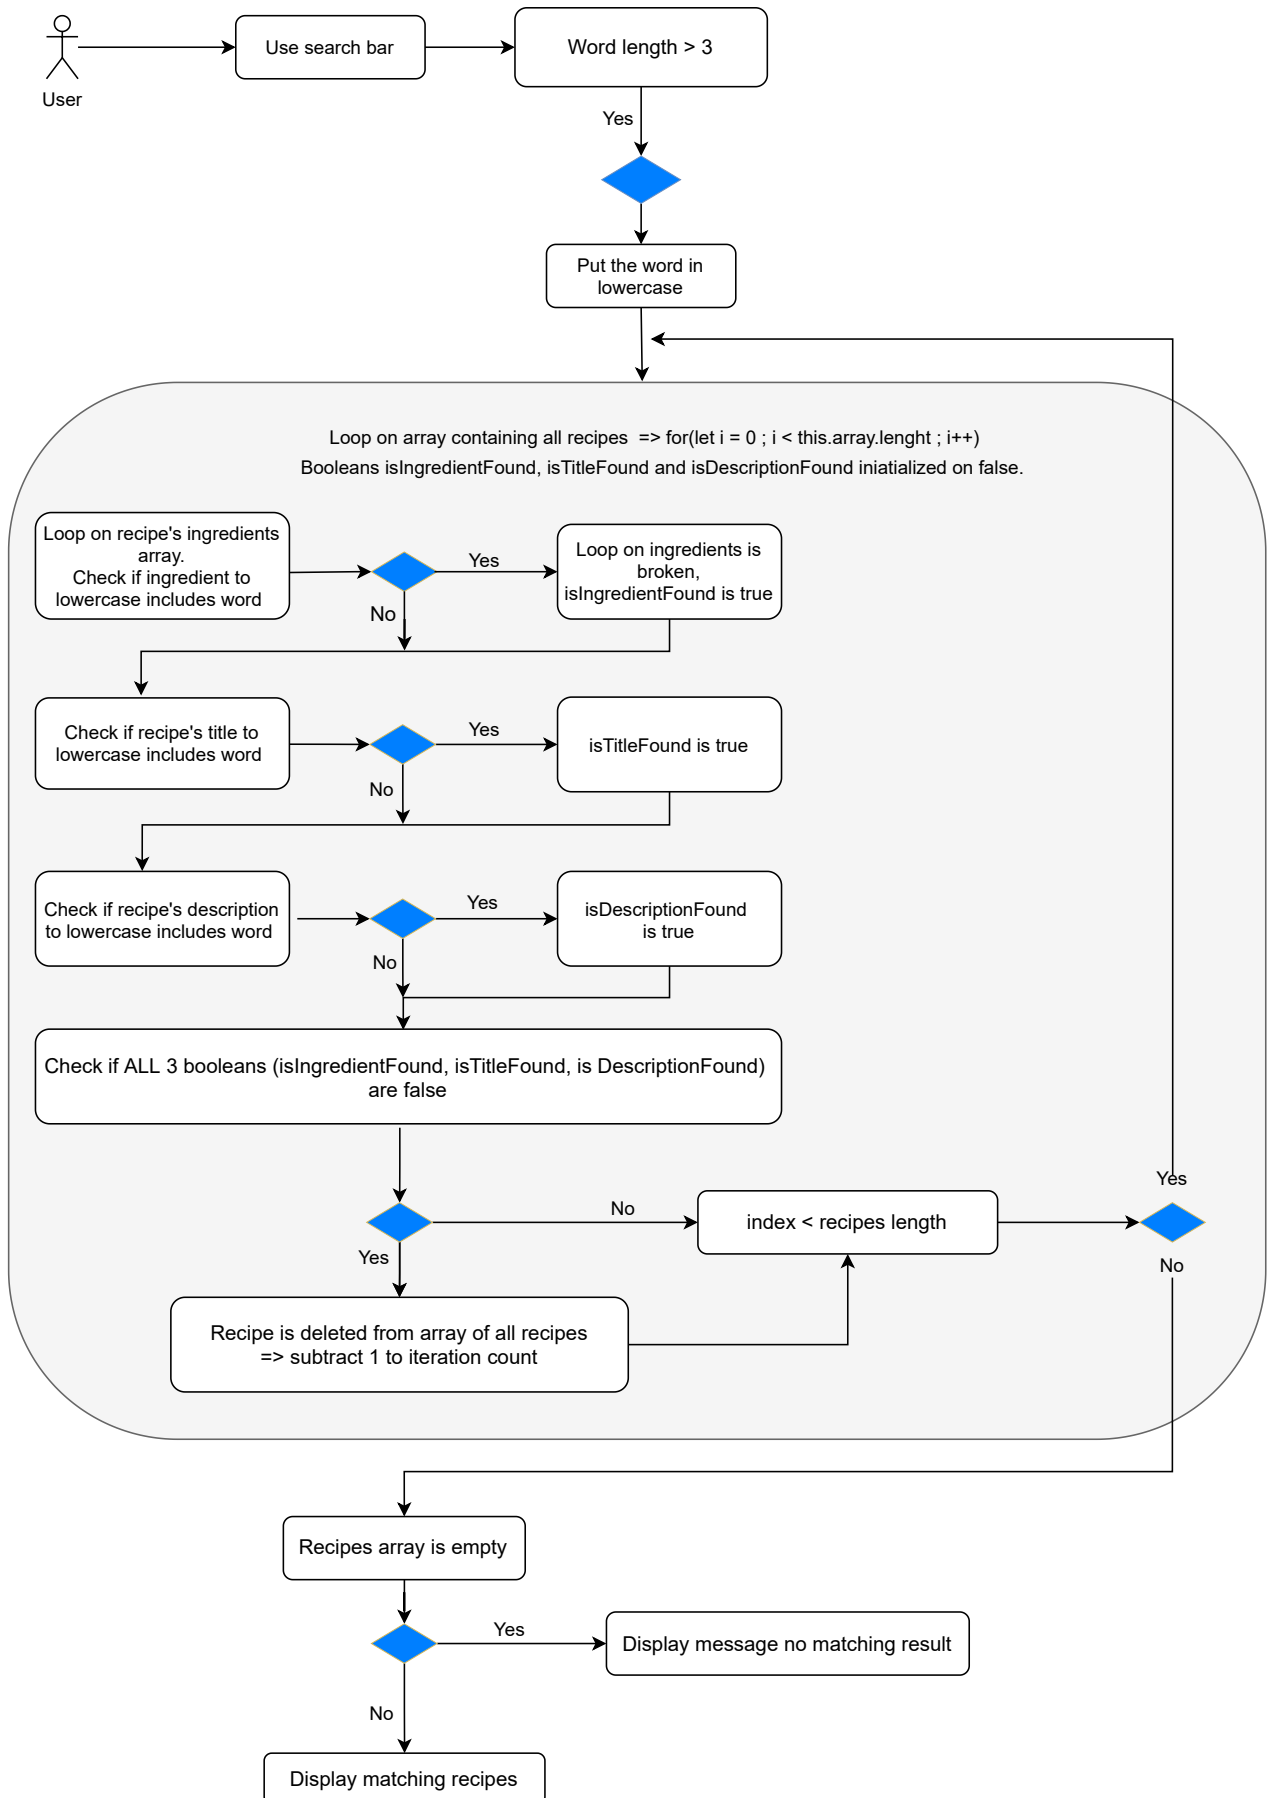 Use search bar
Word length > 3
User
Yes
Put the word in
lowercase
Loop on array containing all recipes => for(let i = 0 ; i < this.array.lenght ; i++)
Booleans isIngredientFound, isTitleFound and isDescriptionFound iniatialized on false.
Loop on recipe's ingredients
array.
Check if ingredient to
lowercase includes word
Yes
Loop on ingredients is
broken,
isIngredientFound is true
No
Check if recipe's title to
lowercase includes word
Yes
isTitleFound is true
No
Check if recipe's description
to lowercase includes word
Yes
isDescriptionFound
is true
No
Check if ALL 3 booleans (isIngredientFound, isTitleFound, is DescriptionFound)
are false
No
index < recipes length
Yes
Yes
No
Recipe is deleted from array of all recipes
=> subtract 1 to iteration count
Recipes array is empty
Yes
Display message no matching result
No
Display matching recipes